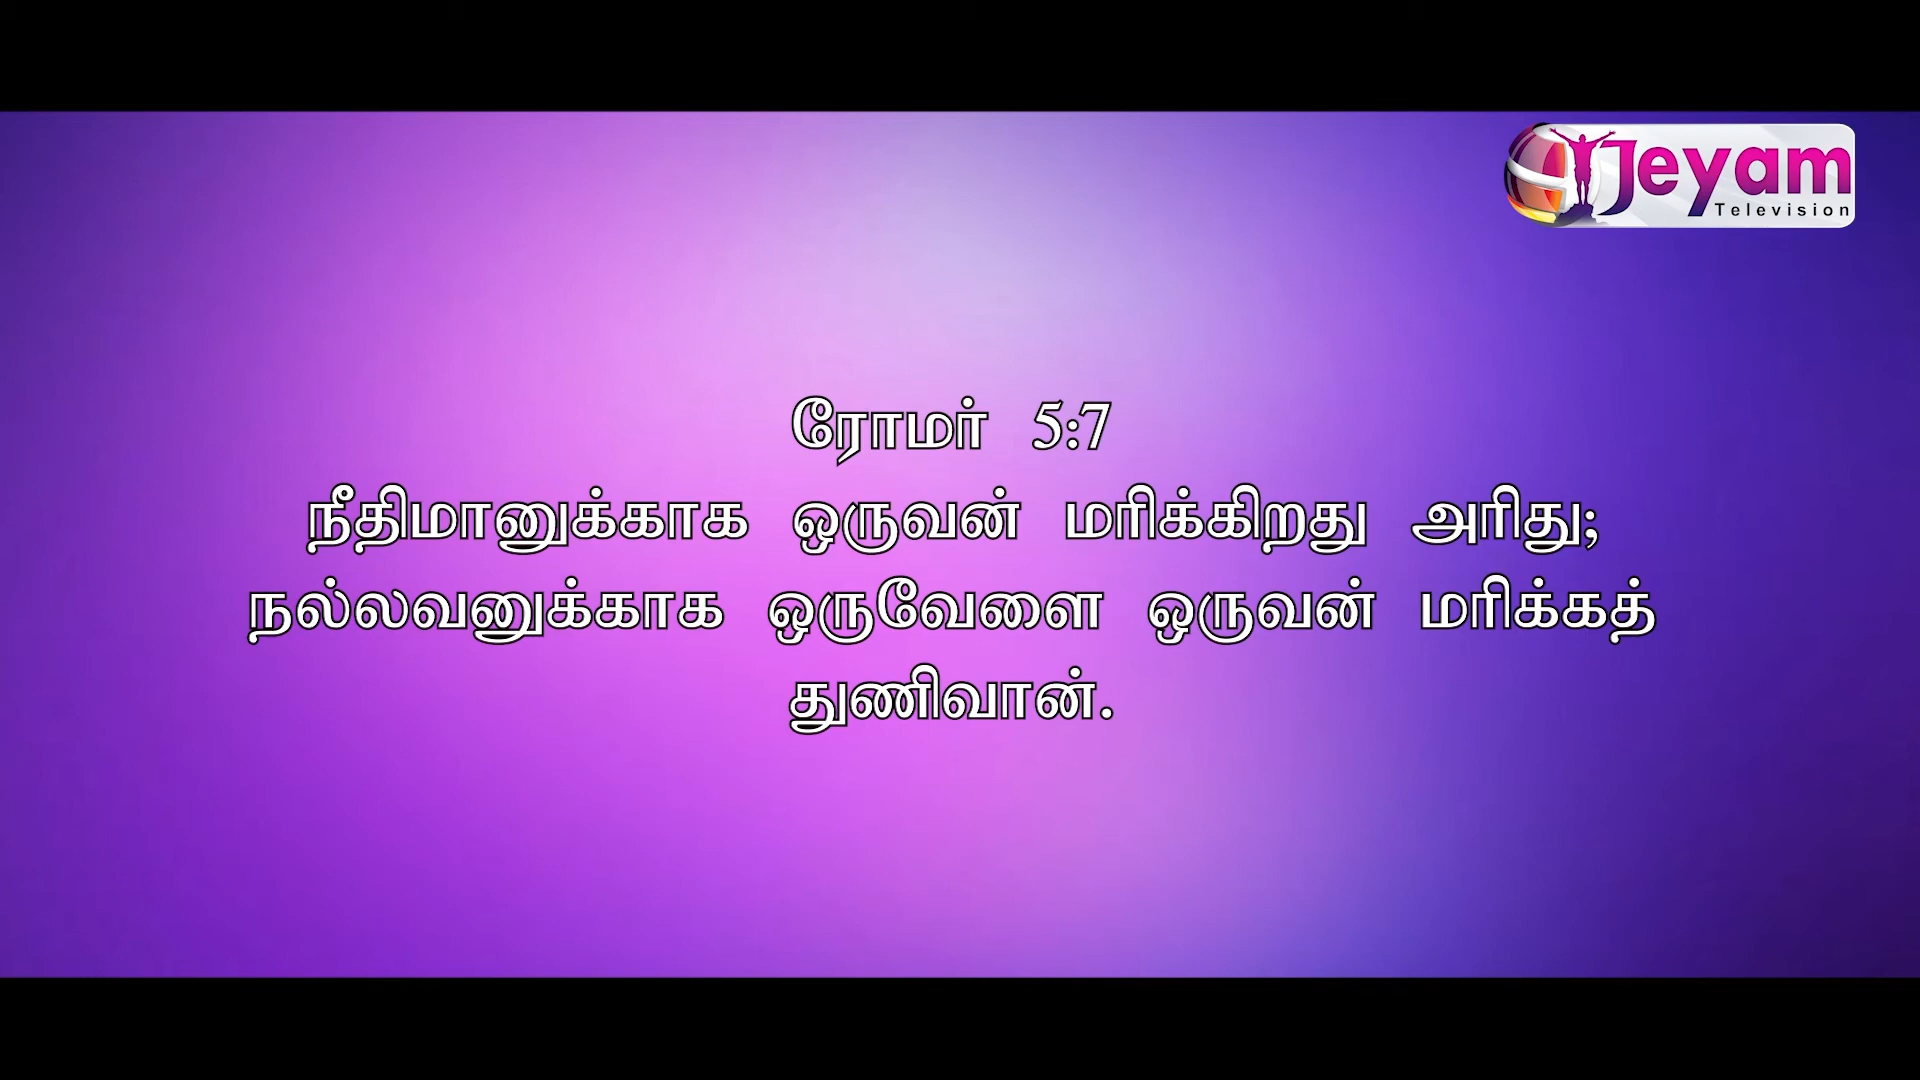 Jeyam
Television
ரோமர் 5:7
நீதிமானுக்காக ஒருவன் மரிக்கிறது அரிது;
நல்லவனுக்காக ஒருவேளை ஒருவன் மரிக்கத்
துணிவான்.